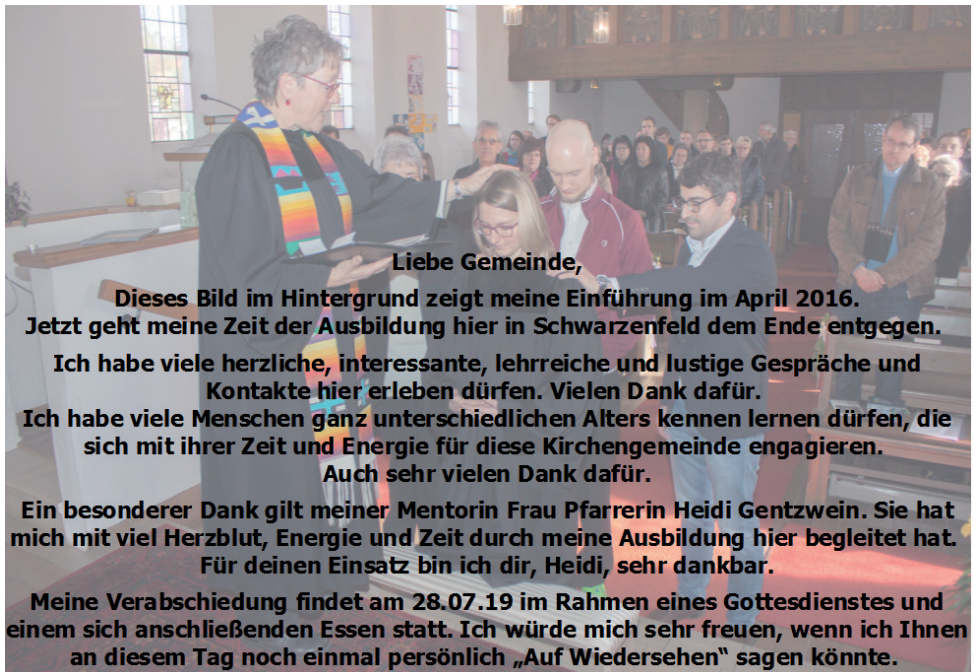 Liebe Gemeinde,
Dieses Bild im Hintergrund zeigt meine Einführung im April 2016.
Jetzt geht meine Zeit der Ausbildung hier in Schwarzenfeld dem Ende entgegen.
Ich habe viele herzliche, interessante, lehrreiche und lustige Gespräche und
Kontakte hier erleben dürfen. Vielen Dank dafür.
Ich habe viele Menschen ganz unterschiedlichen Alters kennen lernen dürfen, die
sich mit ihrer Zeit und Energie für diese Kirchengemeinde engagieren.
Auch sehr vielen Dank dafür.
Ein besonderer Dank gilt meiner Mentorin Frau Pfarrerin Heidi Gentzwein. Sie hat
mich mit viel Herzblut, Energie und Zeit durch meine Ausbildung hier begleitet hat.
Für deinen Einsatz bin ich dir, Heidi, sehr dankbar.
Meine Verabschiedung findet am 28.07.19 im Rahmen eines Gottesdienstes und
einem sich anschließenden Essen statt. Ich würde mich sehr freuen, wenn ich Ihnen
an diesem Tag noch einmal persönlich „Auf Wiedersehen“ sagen könnte.